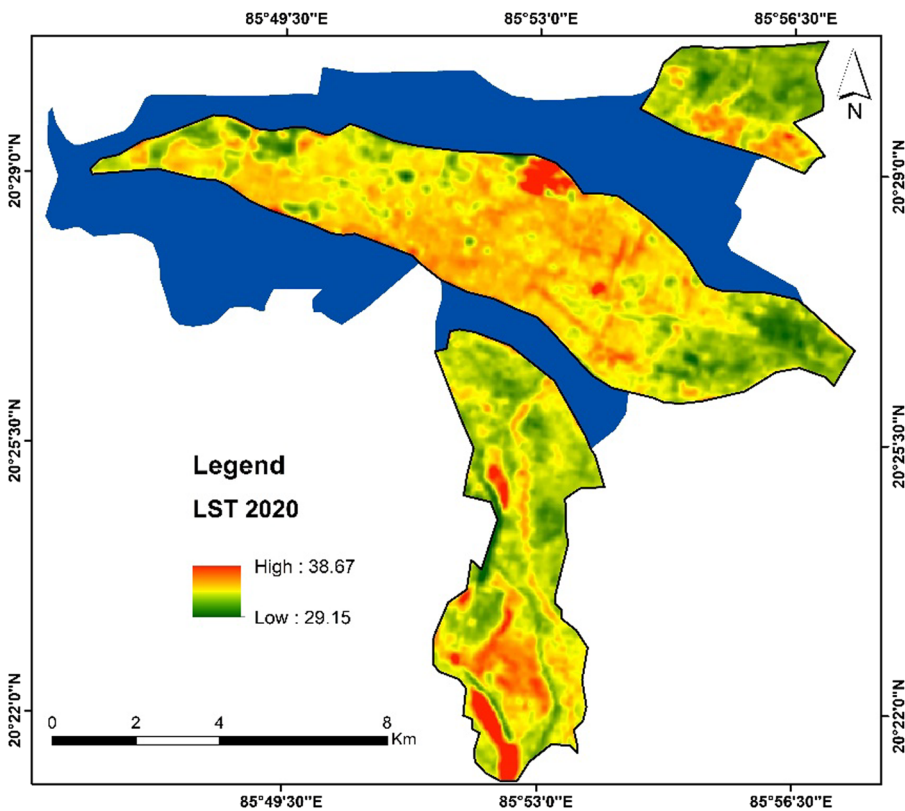 85°49'30"E 85°53'0"E 85°56'30"E
N
20°29'0"N 20°29'0"N
20°25'30"N 20°25'30"N
Legend
LST 2020
High : 38.67
Low : 29.15
20°22'0"N 20°22'0"N
0 2 4 8
Km
85°49'30"E 85°53'0"E 85°56'30"E